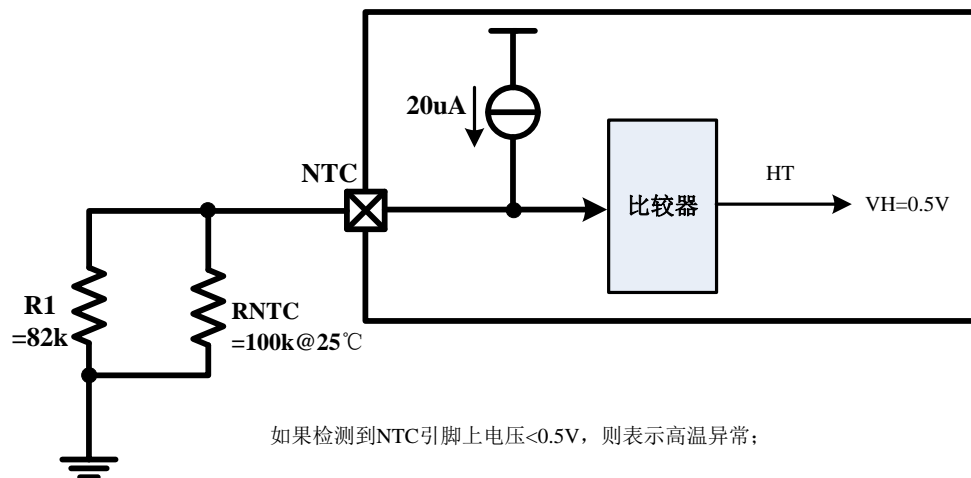 20uA
NTC
HT
比较器
VH=0.5V
R1
=82k
RNTC
=100k@25℃
如果检测到NTC引脚上电压<0.5V，则表示高温异常；